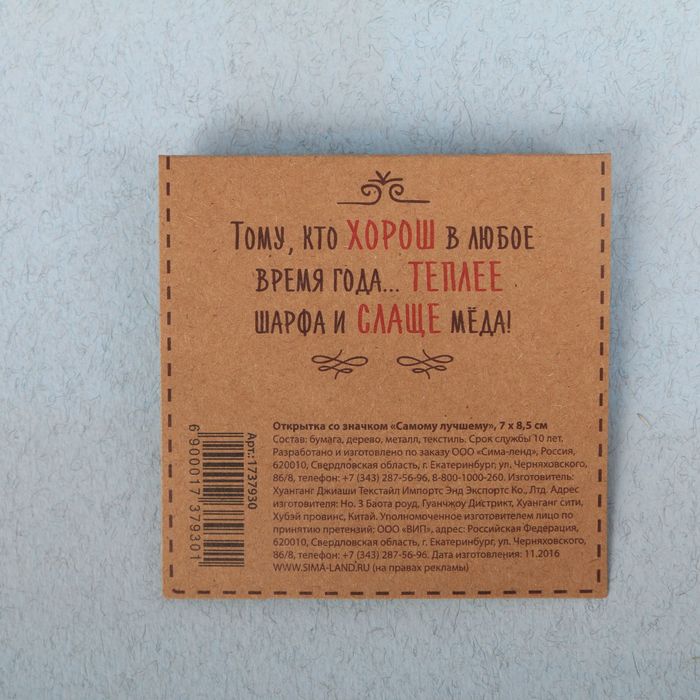 Тому, кто ХОРОШ в любое
время года... ТЕПЛЕЕ
шарфа и СЛАЩЕ мёда!
Открытка со значком «Самому лучшему», 7 х 8,5 см
Состав: бумага, дерево, металл, текстиль. Срок службы 10 лет.
Разработано и изготовлено по заказу ООО «Сима-ленд», Россия,
620010, Свердловская область, г. Екатеринбург, ул. Черняховского,
86/8, телефон: +7 (343) 287-56-96, 8-800-1000-260. Изготовитель:
Хуанганг Джиаши Текстайл Импортс Энд Экспортс Ко., Лтд. Адрес
изготовителя: Но. 3 Баота роуд, Гуанчжоу Дистрикт, Хуанганг сити,
Хубэй провинс, Китай. Уполномоченное изготовителем лицо по
принятию претензий: ООО «ВИП», адрес: Российская Федерация,
620010, Свердловская область, г. Екатеринбург, ул. Черняховского,
86/8, телефон: +7 (343) 287-56-96. Дата изготовления: 11.2016
WWW.SIMA-LAND.RU (на правах рекламы)
Арт.: 1737930
6 900017 379301